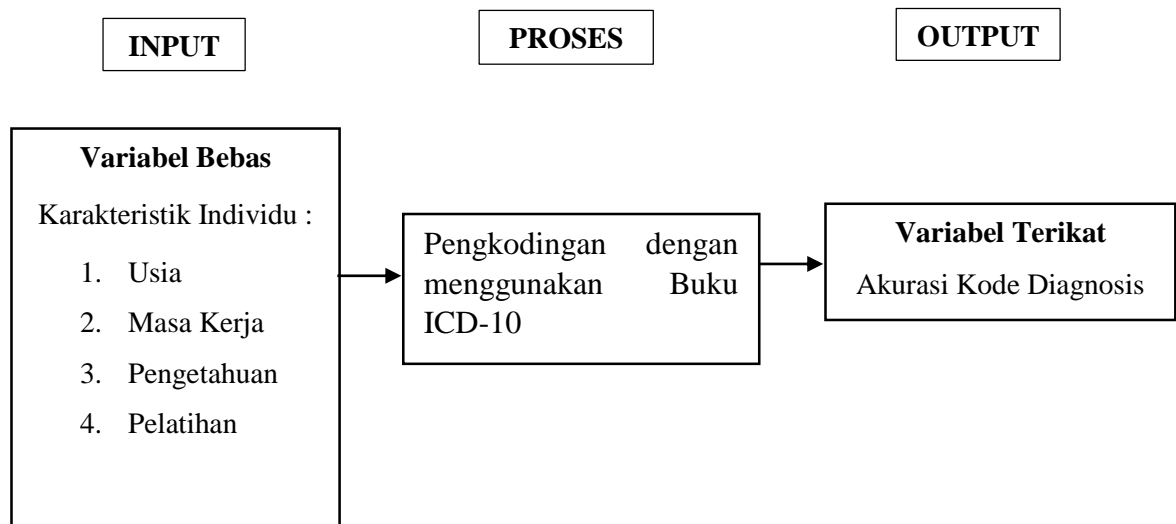 INPUT
PROSES
OUTPUT
Variabel Bebas
Karakteristik Individu :
1. Usia
2. Masa Kerja
3. Pengetahuan
4. Pelatihan
Pengkodingan dengan
menggunakan Buku
ICD-10
Variabel Terikat
Akurasi Kode Diagnosis